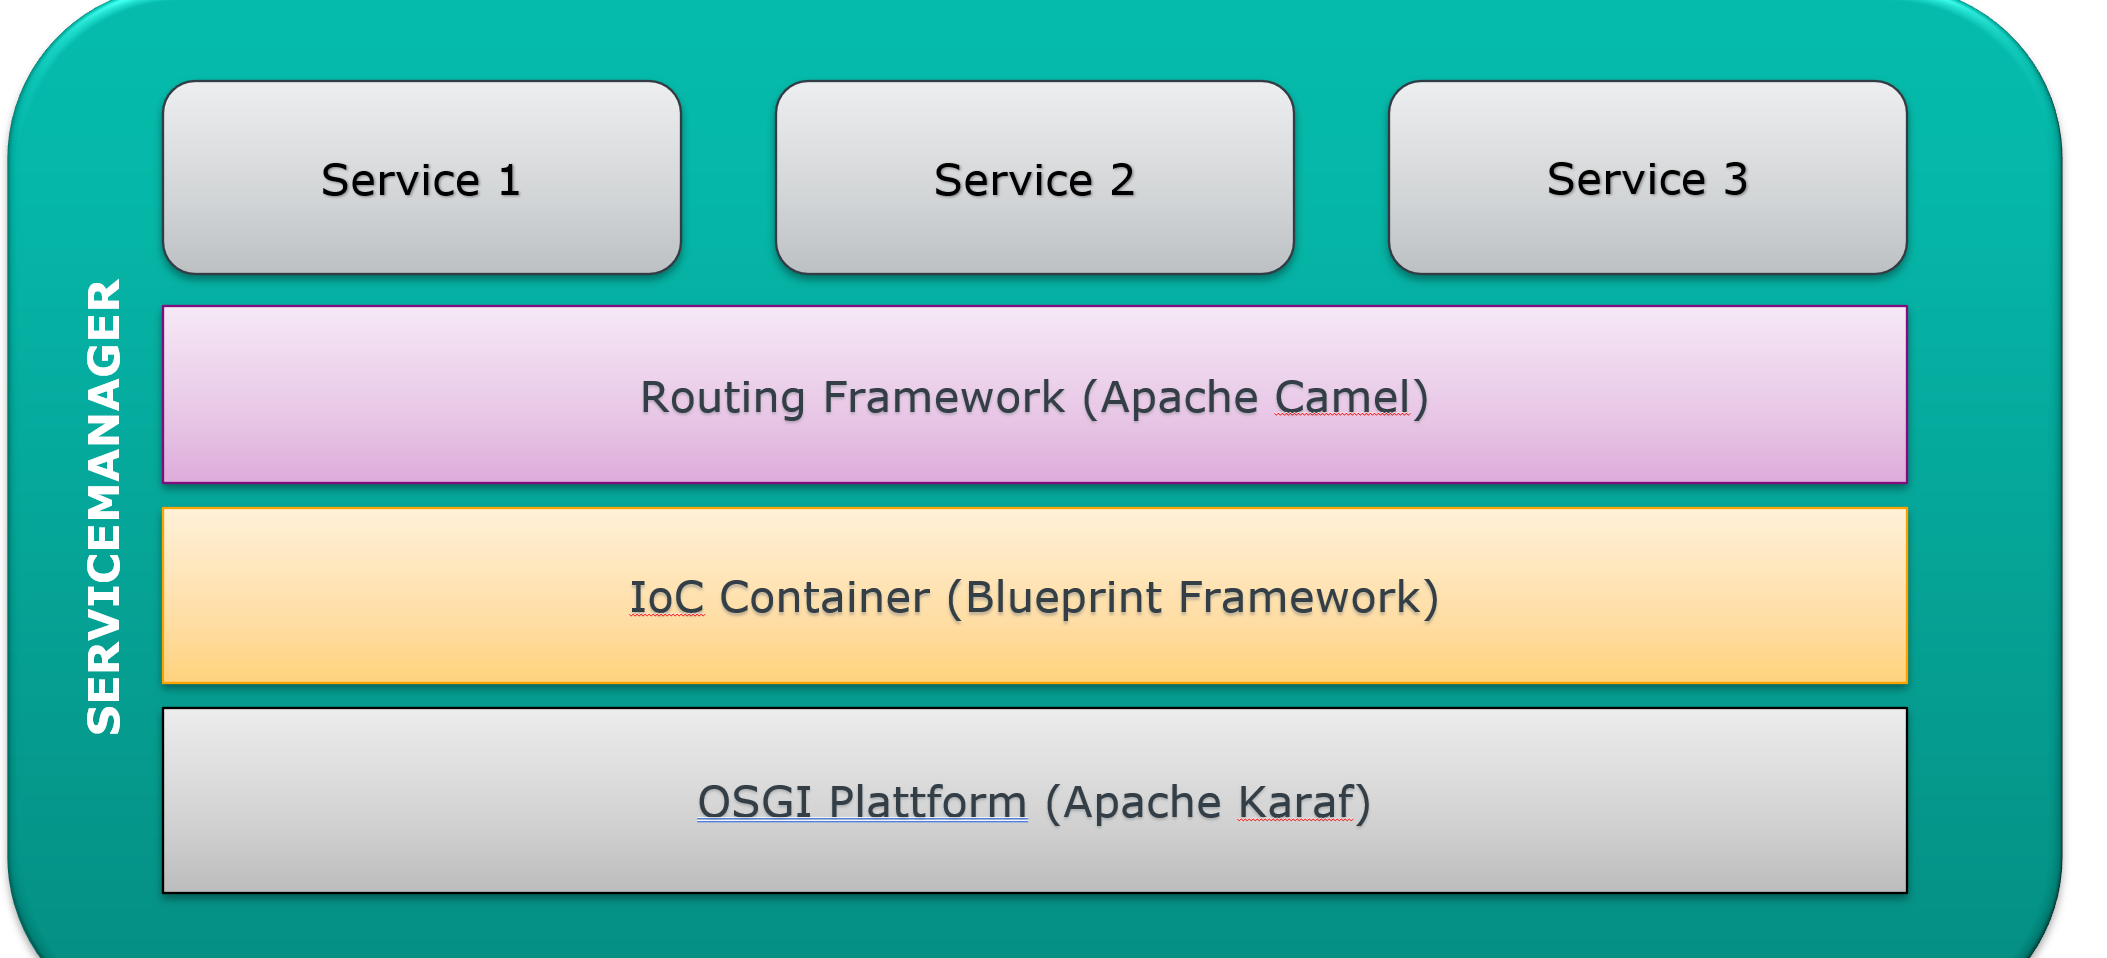 Service 1
Service 2
Service 3
SERVICEMANAGER
Routing Framework (Apache Camel)
IoC Container (Blueprint Framework)
OSGI Plattform (Apache Karaf)